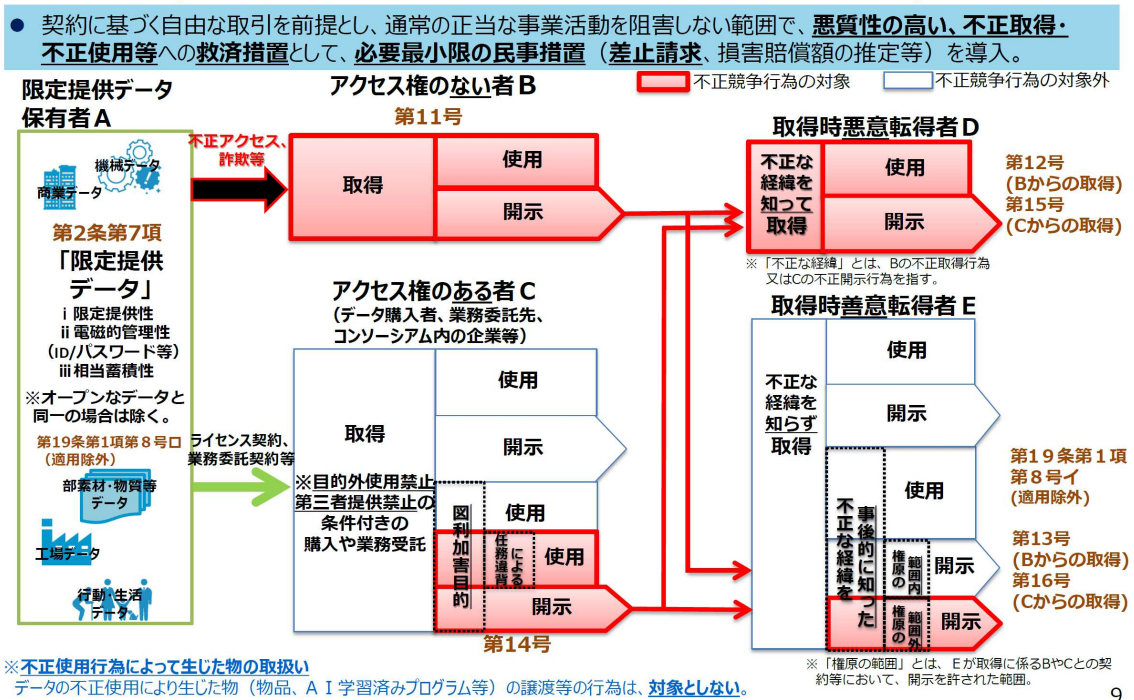 ● 契約に基づく自由な取引を前提とし、通常の正当な事業活動を阻害しない範囲で、悪質性の高い、不正取得・
不正使用等への救済措置として、必要最小限の民事措置（差止請求、損害賠償額の推定等）を導入。
不正競争行為の対象
不正競争行為の対象外
限定提供データ
保有者A
機械データ
商業データ
第2条第7項
「限定提供
データ」
ⅰ限定提供性
ⅱ電磁的管理性
（ID/パスワード等）
ⅲ相当蓄積性
※オープンなデータと
同一の場合は除く。
第19条第1項第８号ロ
（適用除外）
部素材・物質等
データ
工場データ
行動・生活
データ
不正アクセス、
詐欺等
ライセンス契約、
業務委託契約等
アクセス権のない者B
第11号
取得
使用
開示
アクセス権のある者C
（データ購入者、業務委託先、
コンソーシアム内の企業等）
取得
※目的外使用禁止
第三者提供禁止の
条件付きの
購入や業務受託
使用
開示
使用
図利加害目的
による
任務違背
使用
開示
第14号
取得時悪意転得者D
不正な
経緯を
知って
取得
使用
開示
第12号
(Bからの取得)
第15号
(Cからの取得)
※「不正な経緯」とは、Bの不正取得行為
又はCの不正開示行為を指す。
取得時善意転得者E
不正な
経緯を
知らず
取得
使用
開示
事後的に知った
不正な経緯を
使用
範囲内
権原の
開示
範囲外
権原の
開示
第1９条第１項
第８号イ
(適用除外)
第13号
(Bからの取得)
第16号
(Cからの取得)
※「権原の範囲」とは、Ｅが取得に係るBやCとの契
約等において、開示を許された範囲。
※不正使用行為によって生じた物の取扱い
データの不正使用により生じた物（物品、ＡＩ学習済みプログラム等）の譲渡等の行為は、対象としない。
9